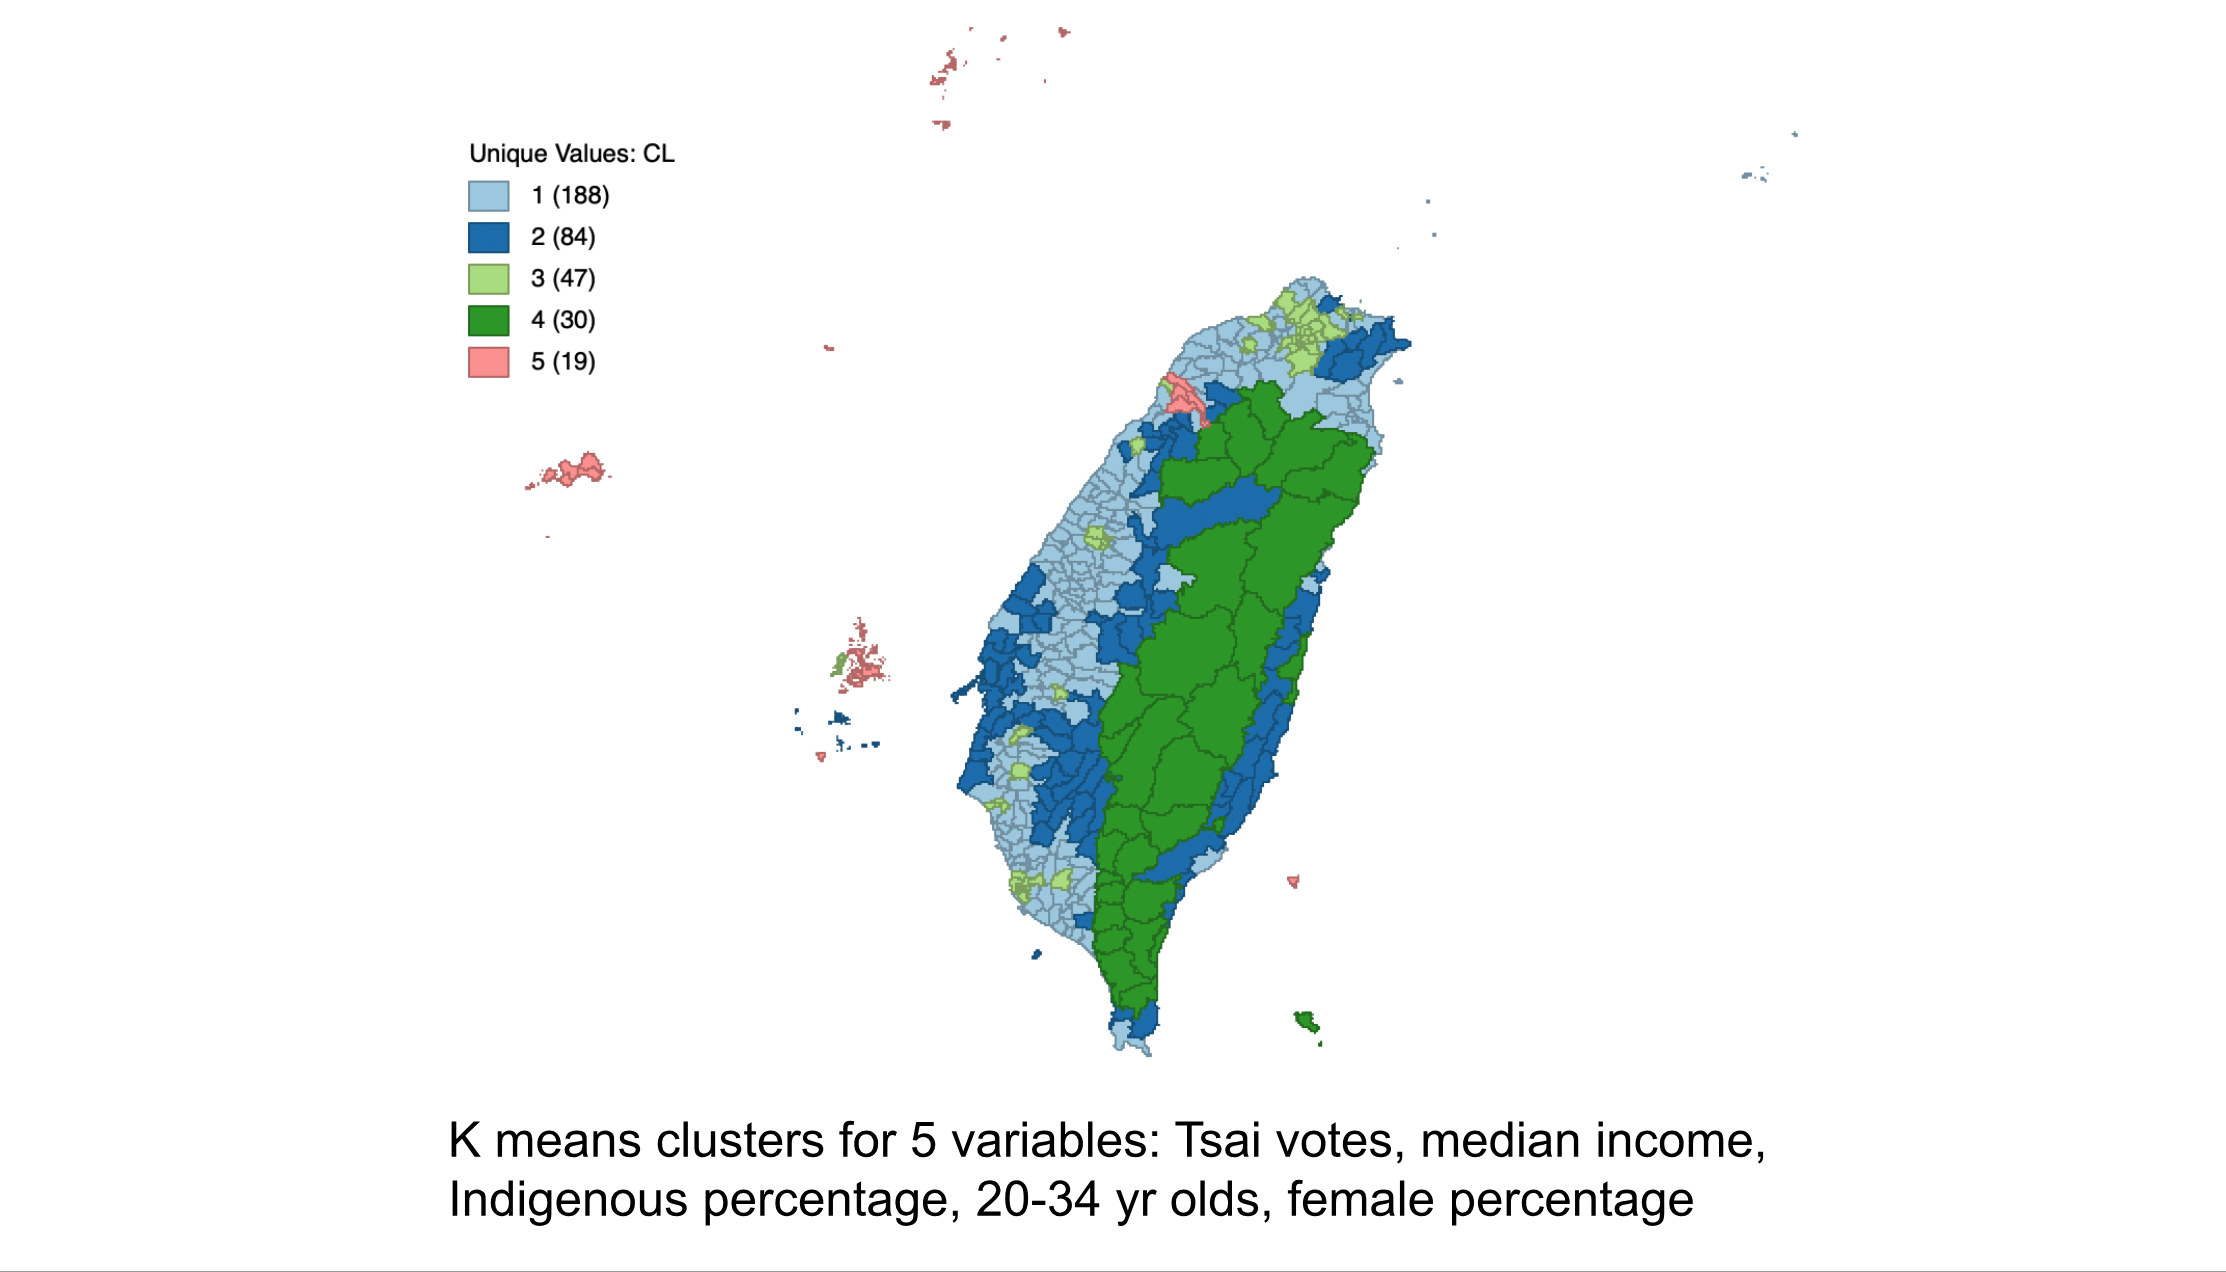 Unique Values: CL
1 (188)
2 (84)
3 (47)
4 (30)
5 (19)
K means clusters for 5 variables: Tsai votes, median income,
Indigenous percentage, 20-34 yr olds, female percentage